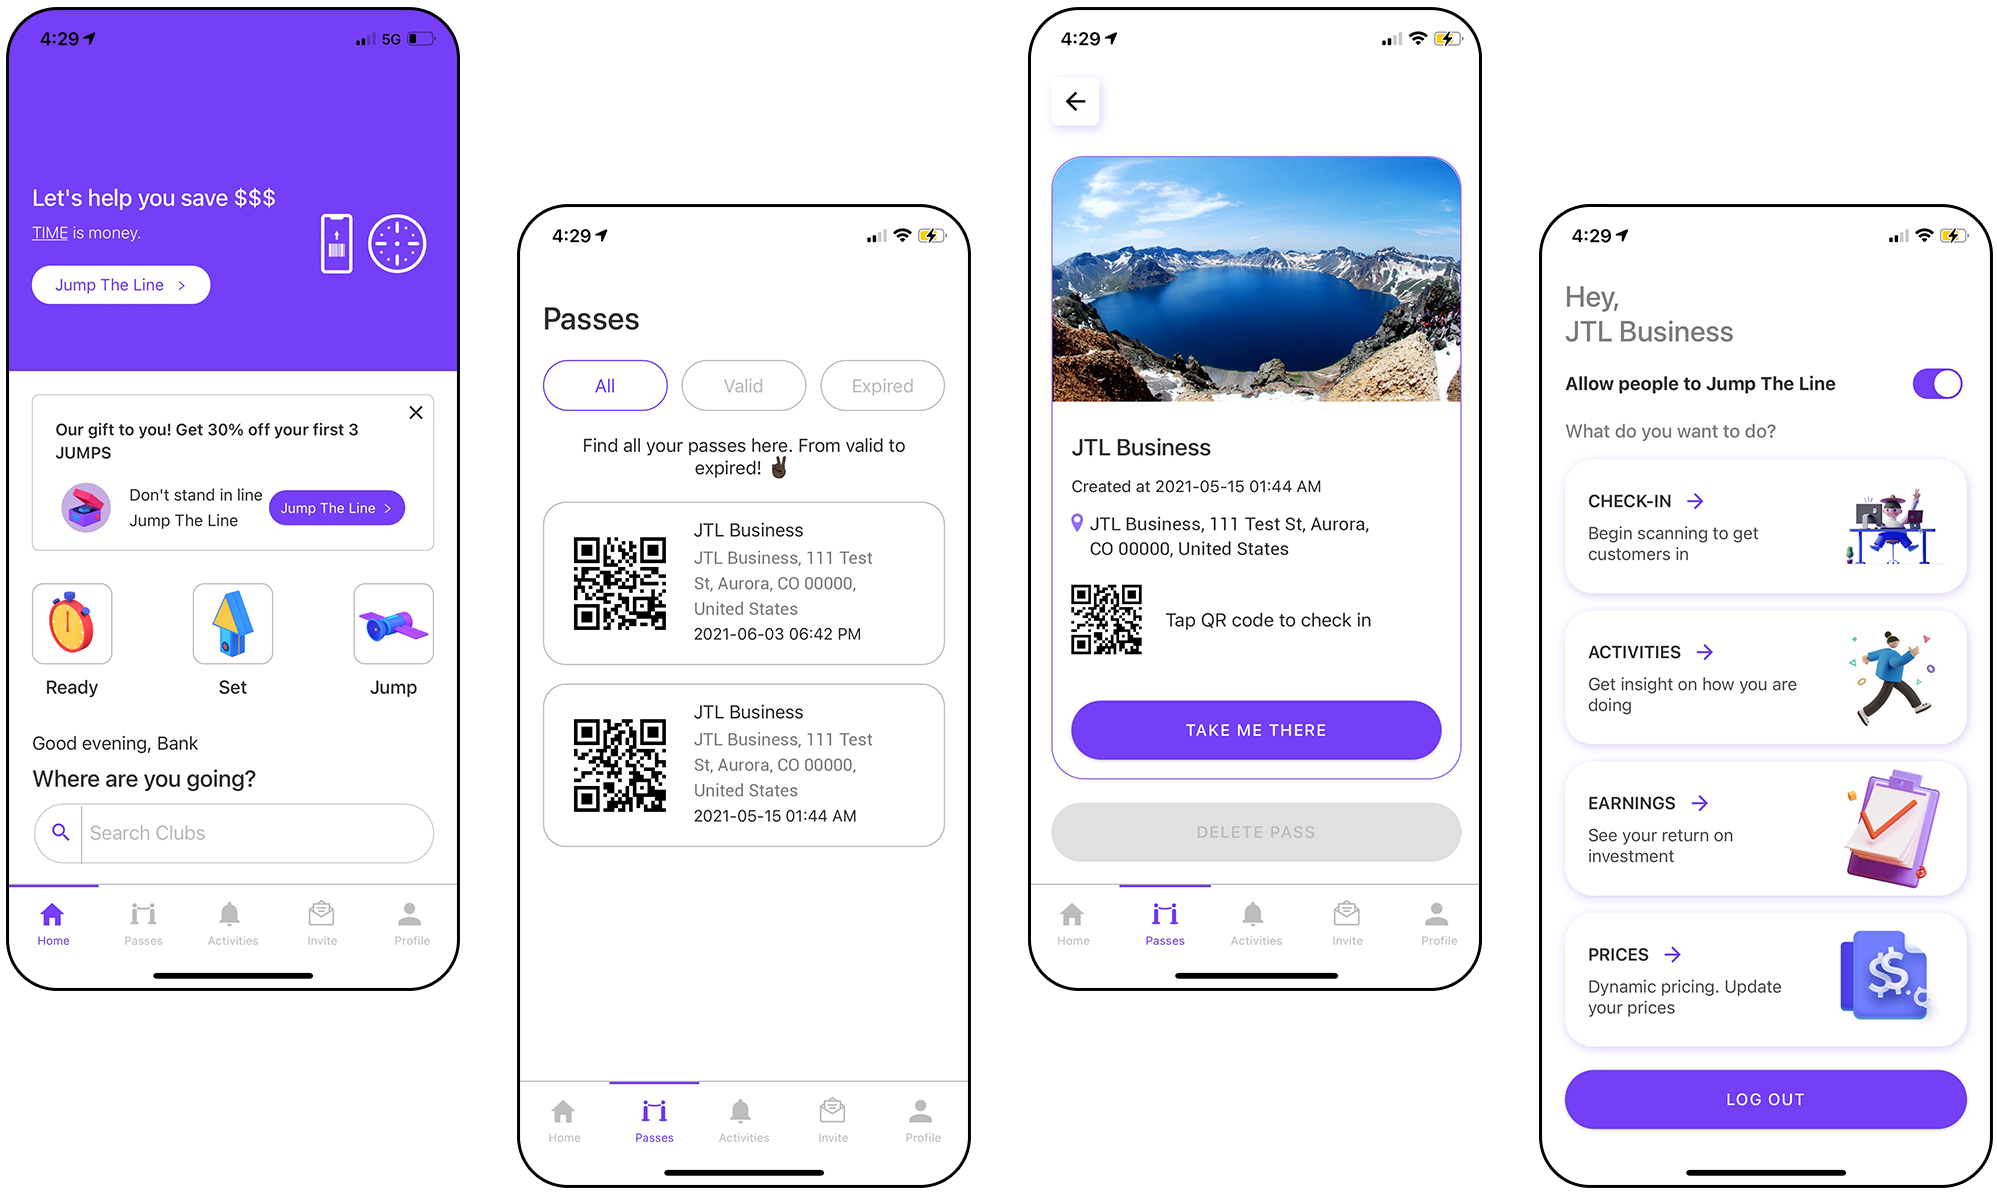 4:29
5G
Let's help you save $$$
TIME is money.
Jump The Line >
Our gift to you! Get 30% off your first 3
JUMPS
Don't stand in line
Jump The Line
Jump The Line >
Ready
Set
Jump
Good evening, Bank
Where are you going?
Search Clubs
Home
Passes
Activities
Invite
Profile
4:29
Passes
All
Valid
Expired
Find all your passes here. From valid to
expired! ✌🏿
JTL Business
JTL Business, 111 Test
St, Aurora, CO 00000,
United States
2021-06-03 06:42 PM
JTL Business
JTL Business, 111 Test
St, Aurora, CO 00000,
United States
2021-05-15 01:44 AM
Home
Passes
Activities
Invite
Profile
4:29
JTL Business
Created at 2021-05-15 01:44 AM
JTL Business, 111 Test St, Aurora,
CO 00000, United States
Tap QR code to check in
TAKE ME THERE
DELETE PASS
Home
Passes
Activities
Invite
Profile
4:29
Hey,
JTL Business
Allow people to Jump The Line
What do you want to do?
CHECK-IN →
Begin scanning to get
customers in
ACTIVITIES →
Get insight on how you are
doing
EARNINGS →
See your return on
investment
PRICES →
Dynamic pricing. Update
your prices
LOG OUT